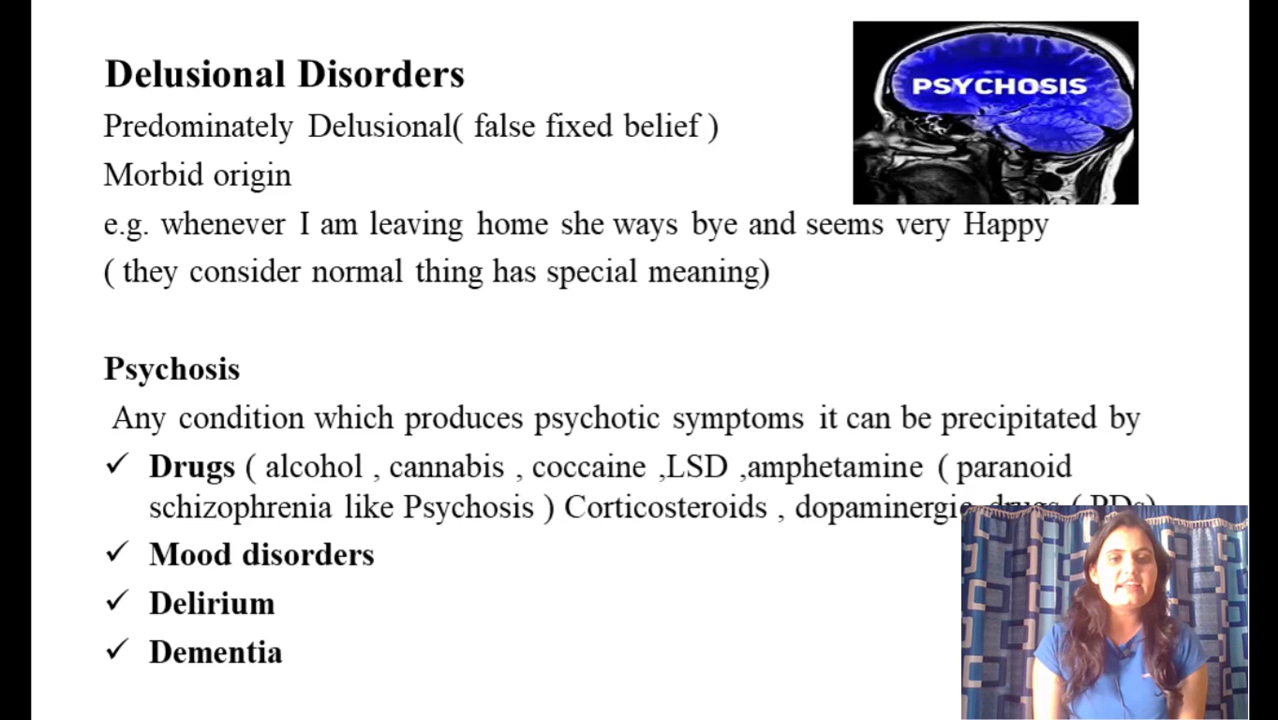 Delusional Disorders
PSYCHOSIS
Predominately Delusional( false fixed belief )
Morbid origin
e.g. whenever I am leaving home she ways bye and seems very Happy
( they consider normal thing has special meaning)
Psychosis
Any condition which produces psychotic symptoms it can be precipitated by
✓ Drugs ( alcohol , cannabis , coccaine ,LSD ,amphetamine ( paranoid
schizophrenia like Psychosis ) Corticosteroids , dopaminergic drugs ( PDs)
✓ Mood disorders
✓ Delirium
✓ Dementia